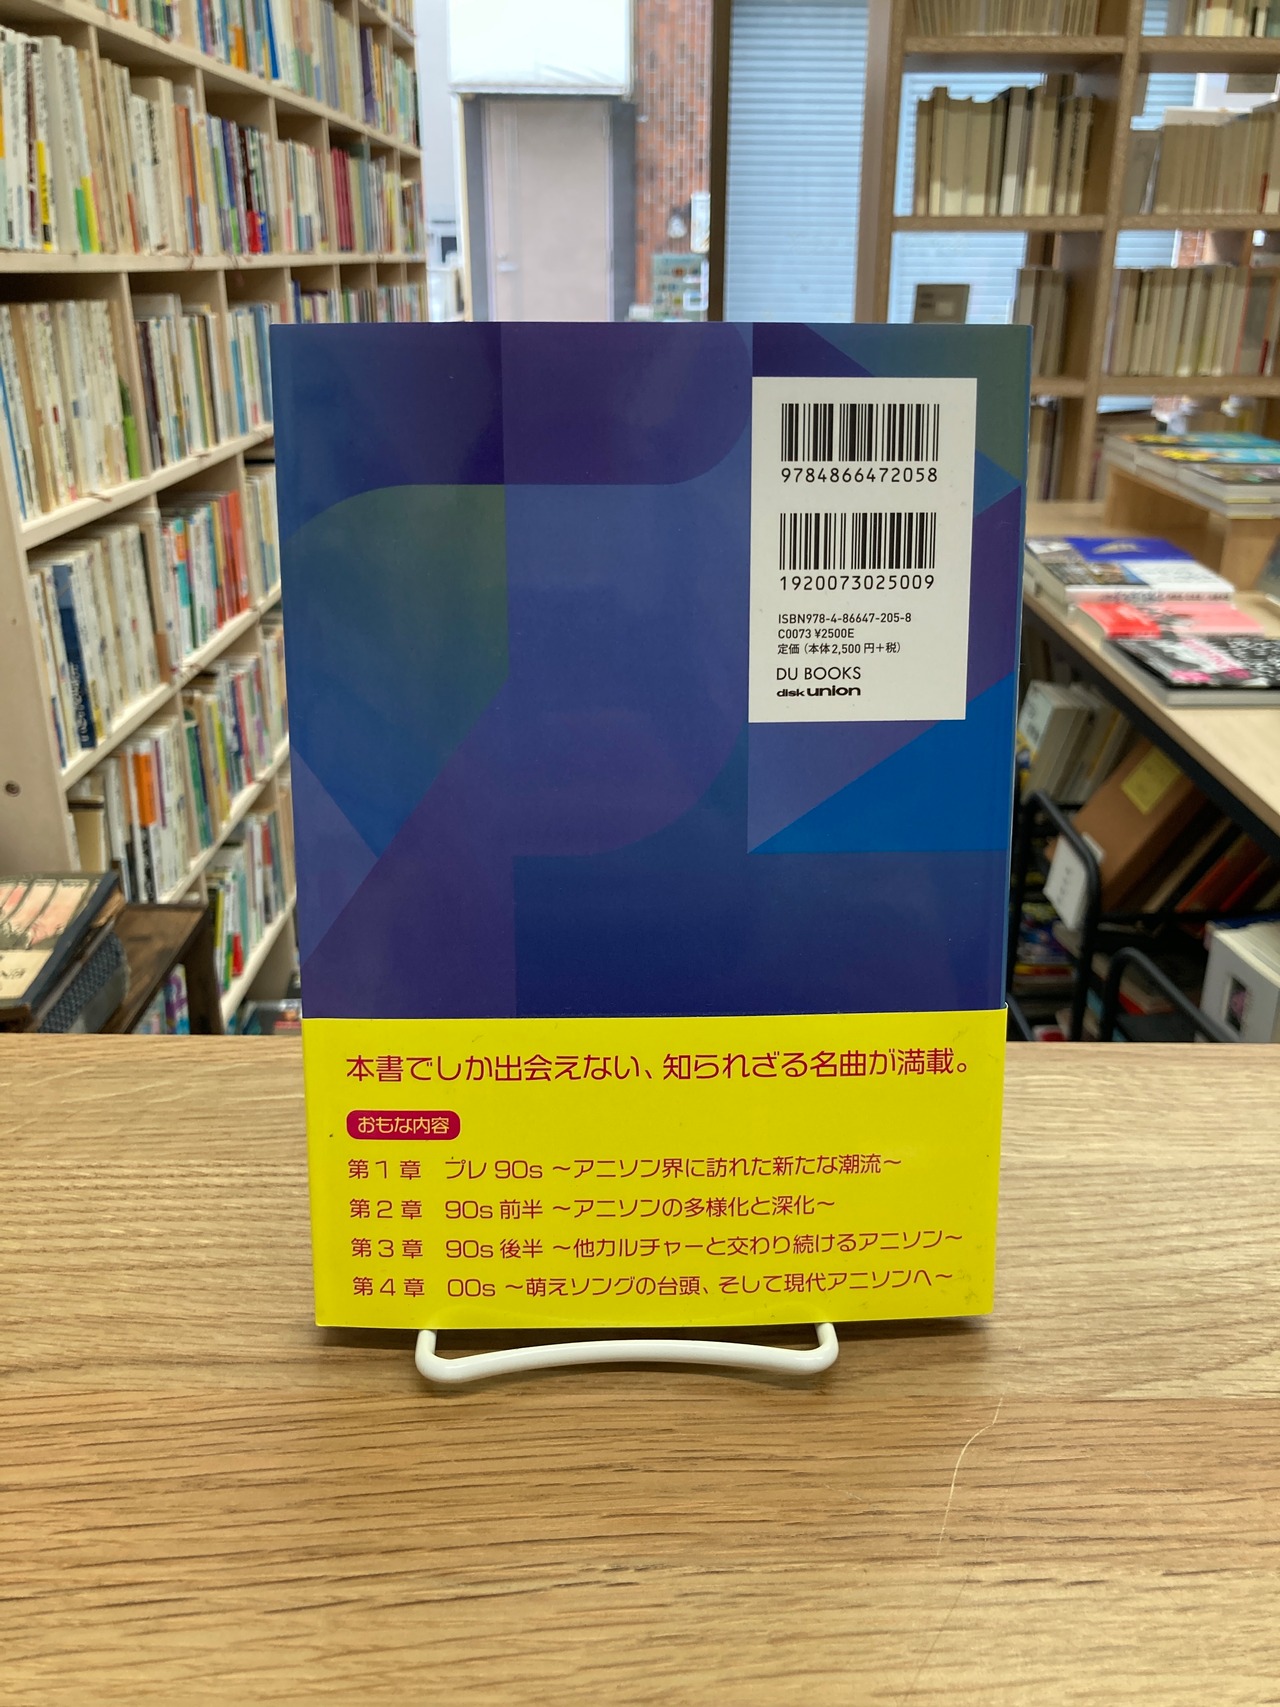 9784866472058
1920073025009
ISBN978-4-86647-205-8
C0073 ¥2500E
定価(本体2,500円+税)
DU BOOKS
disk union
本書でしか出会えない、知られざる名曲が満載。
おもな内容
第1章 プレ90s ～アニソン界に訪れた新たな潮流～
第2章 90s前半 ～アニソンの多様化と深化～
第3章 90s後半 ～他カルチャーと交わり続けるアニソン～
第4章 00s ～萌えソングの台頭、そして現代アニソンへ～